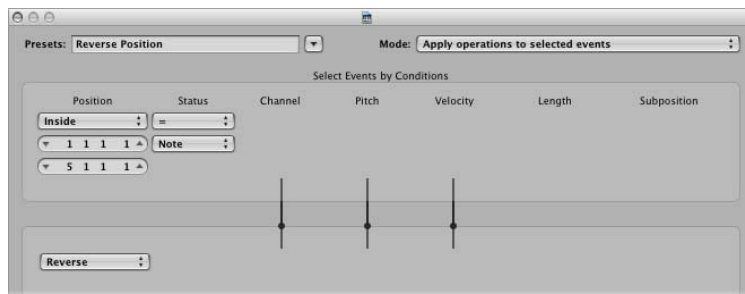 Presets: Reverse Position Mode: Apply operations to selected events
Select Events by Conditions
Position Status Channel Pitch Velocity Length Subposition
Inside =
1 1 1 1 Note
5 1 1 1
Reverse